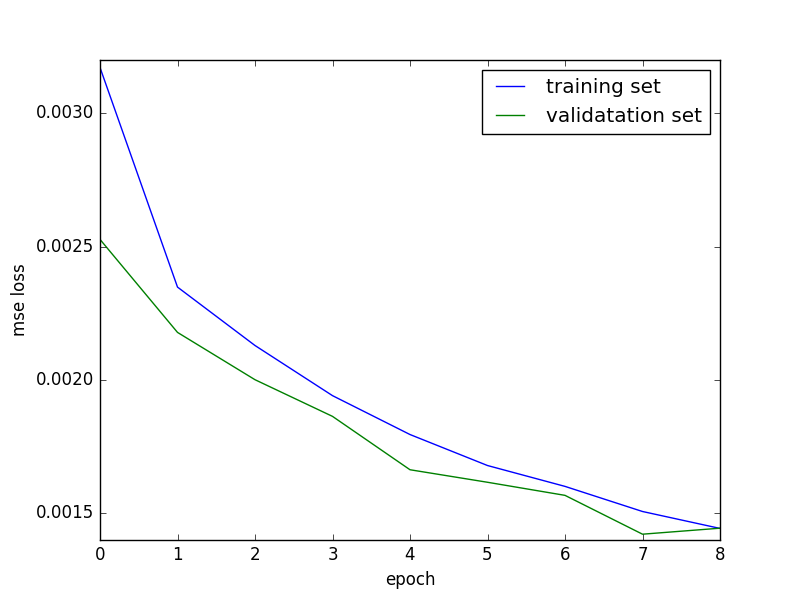 training set
validatation set
0.0030
0.0025
0.0020
0.0015
mse loss
0 1 2 3 4 5 6 7 8
epoch